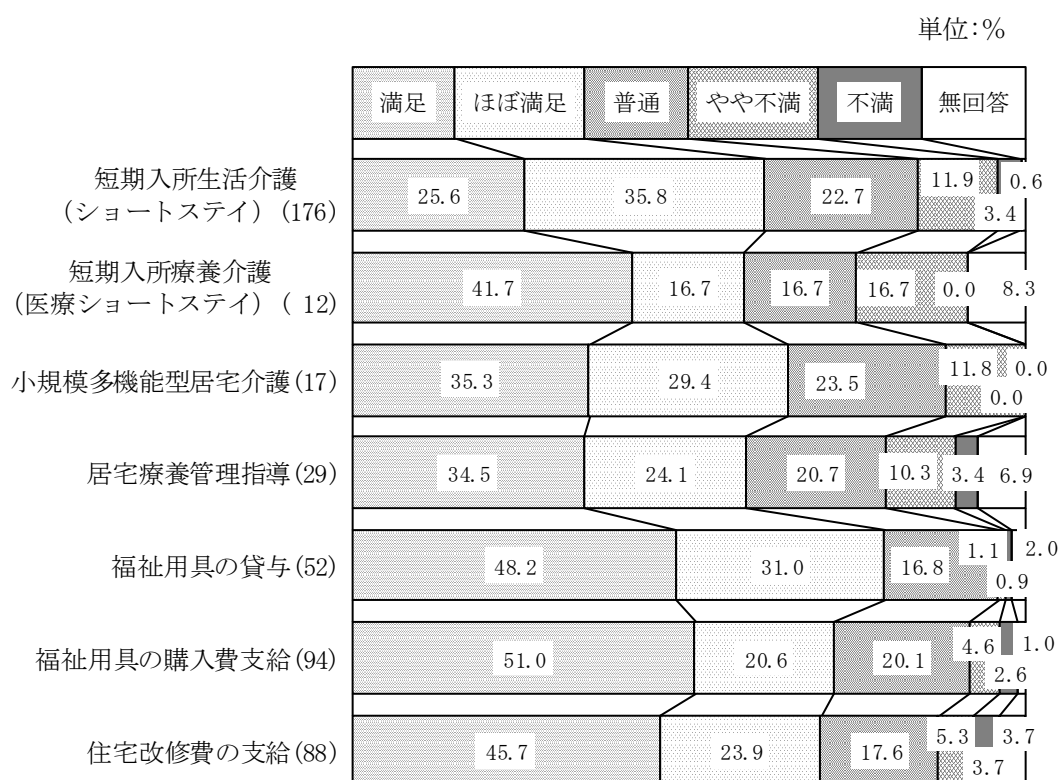 単位:%
満足 ほぼ満足 普通 やや不満 不満 無回答
短期入所生活介護
(ショートステイ) (176)
25.6 35.8 22.7 11.9 3.4 0.6
短期入所療養介護
(医療ショートステイ) ( 12)
41.7 16.7 16.7 16.7 0.0 8.3
小規模多機能型居宅介護(17)
35.3 29.4 23.5 11.8 0.0 0.0
居宅療養管理指導(29)
34.5 24.1 20.7 10.3 3.4 6.9
福祉用具の貸与(52)
48.2 31.0 16.8 1.1 0.9 2.0
福祉用具の購入費支給(94)
51.0 20.6 20.1 4.6 2.6 1.0
住宅改修費の支給(88)
45.7 23.9 17.6 5.3 3.7 3.7